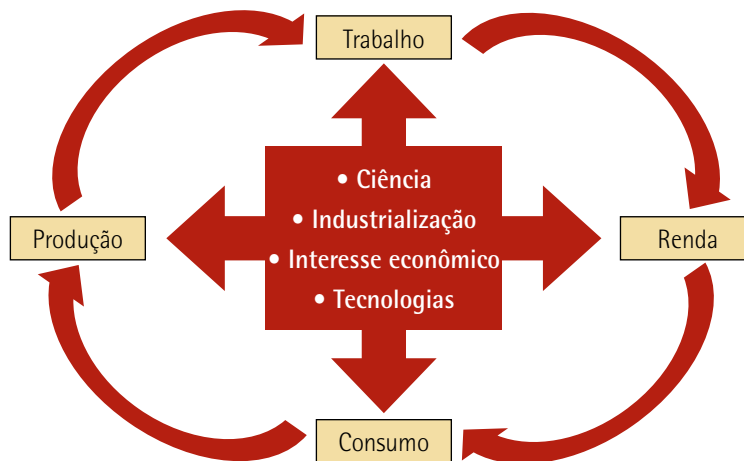 Trabalho
• Ciência
• Industrialização
• Interesse econômico
• Tecnologias
Produção
Renda
Consumo